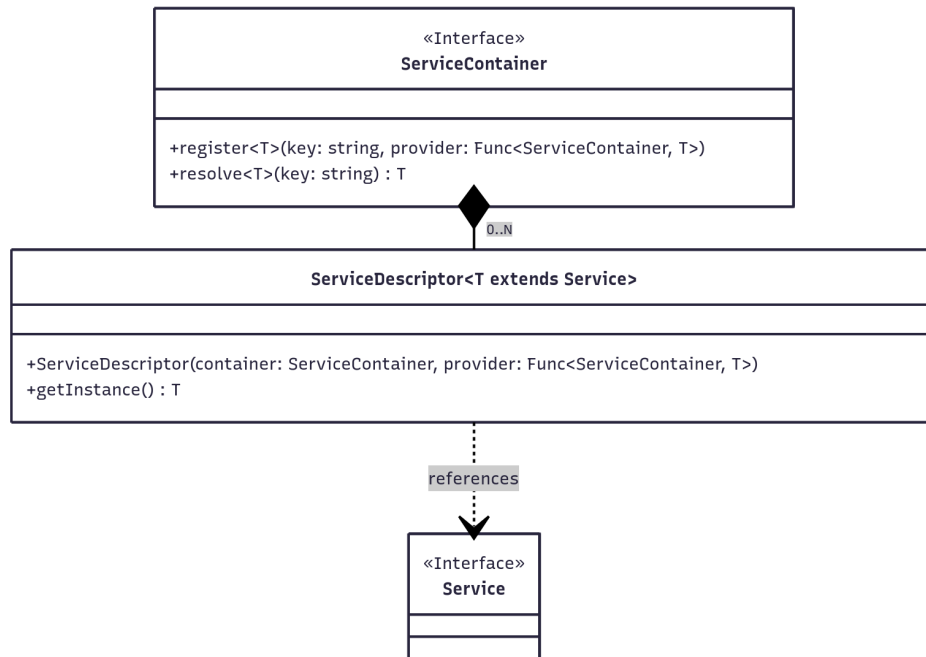 «Interface»
ServiceContainer
+register<T>(key: string, provider: Func<ServiceContainer, T>)
+resolve<T>(key: string) : T
0..N
ServiceDescriptor<T extends Service>
+ServiceDescriptor(container: ServiceContainer, provider: Func<ServiceContainer, T>)
+getInstance() : T
references
«Interface»
Service